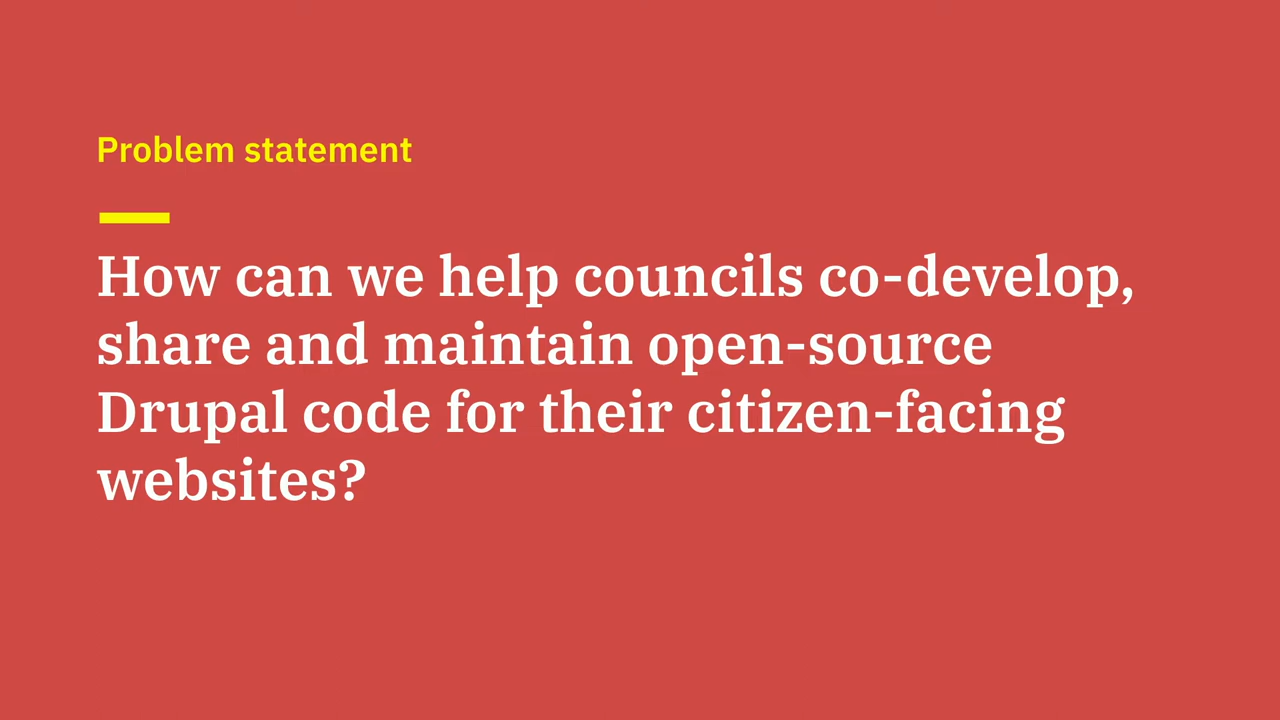 Problem statement
How can we help councils co-develop,
share and maintain open-source
Drupal code for their citizen-facing
websites?